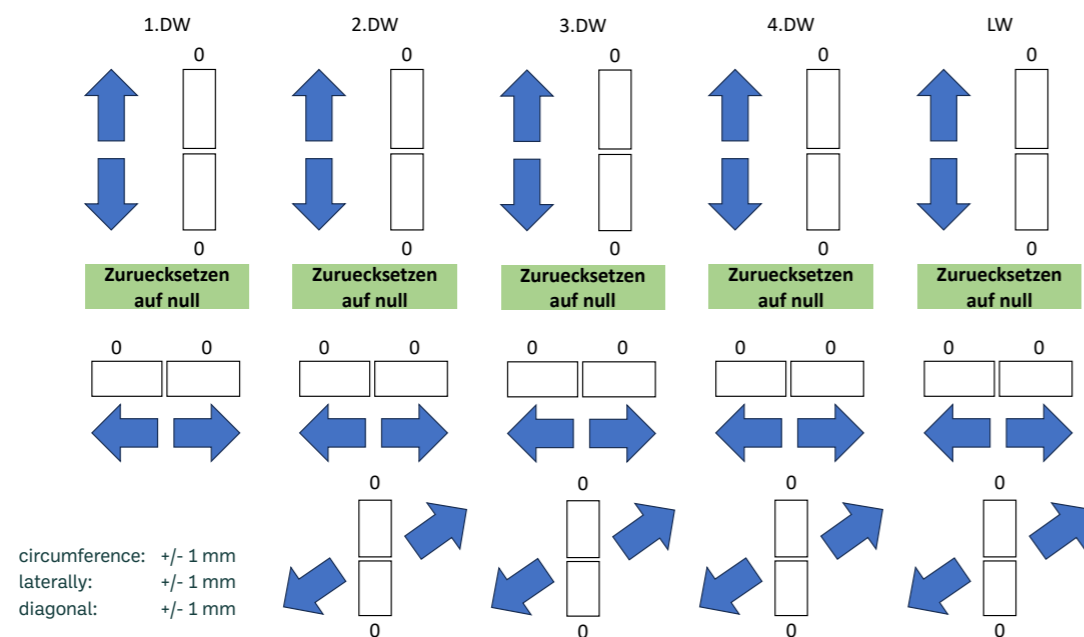 1.DW 2.DW 3.DW 4.DW LW
0 0 0 0 0
0 0 0 0 0
Zuruecksetzen Zuruecksetzen Zuruecksetzen Zuruecksetzen Zuruecksetzen
auf null auf null auf null auf null auf null
0 0 0 0 0 0 0 0 0 0
0 0 0 0
circumference: +/- 1 mm
laterally: +/- 1 mm
diagonal: +/- 1 mm
0 0 0 0